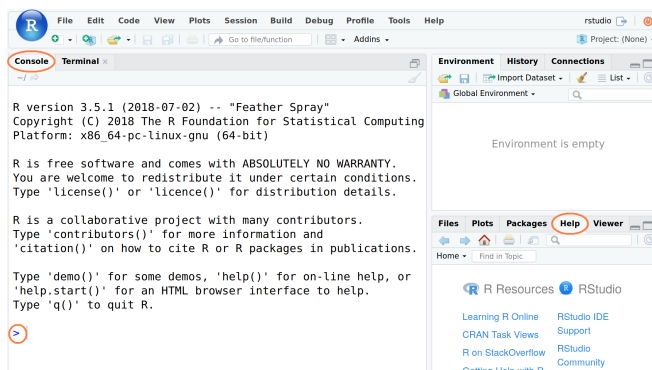 R File Edit Code View Plots Session Build Debug Profile Tools Help rstudio
Go to file/function Addins Project: (None)
Console Terminal
~/
R version 3.5.1 (2018-07-02) -- "Feather Spray"
Copyright (C) 2018 The R Foundation for Statistical Computing
Platform: x86_64-pc-linux-gnu (64-bit)
R is free software and comes with ABSOLUTELY NO WARRANTY.
You are welcome to redistribute it under certain conditions.
Type 'license()' or 'licence()' for distribution details.
R is a collaborative project with many contributors.
Type 'contributors()' for more information and
'citation()' on how to cite R or R packages in publications.
Type 'demo()' for some demos, 'help()' for on-line help, or
'help.start()' for an HTML browser interface to help.
Type 'q()' to quit R.
>
Environment History Connections
Import Dataset List
Global Environment
Environment is empty
Files Plots Packages Help Viewer
Home Find in Topic
R R Resources R RStudio
Learning R Online
CRAN Task Views
R on StackOverflow
Getting Help with R
RStudio IDE
Support
RStudio
Community